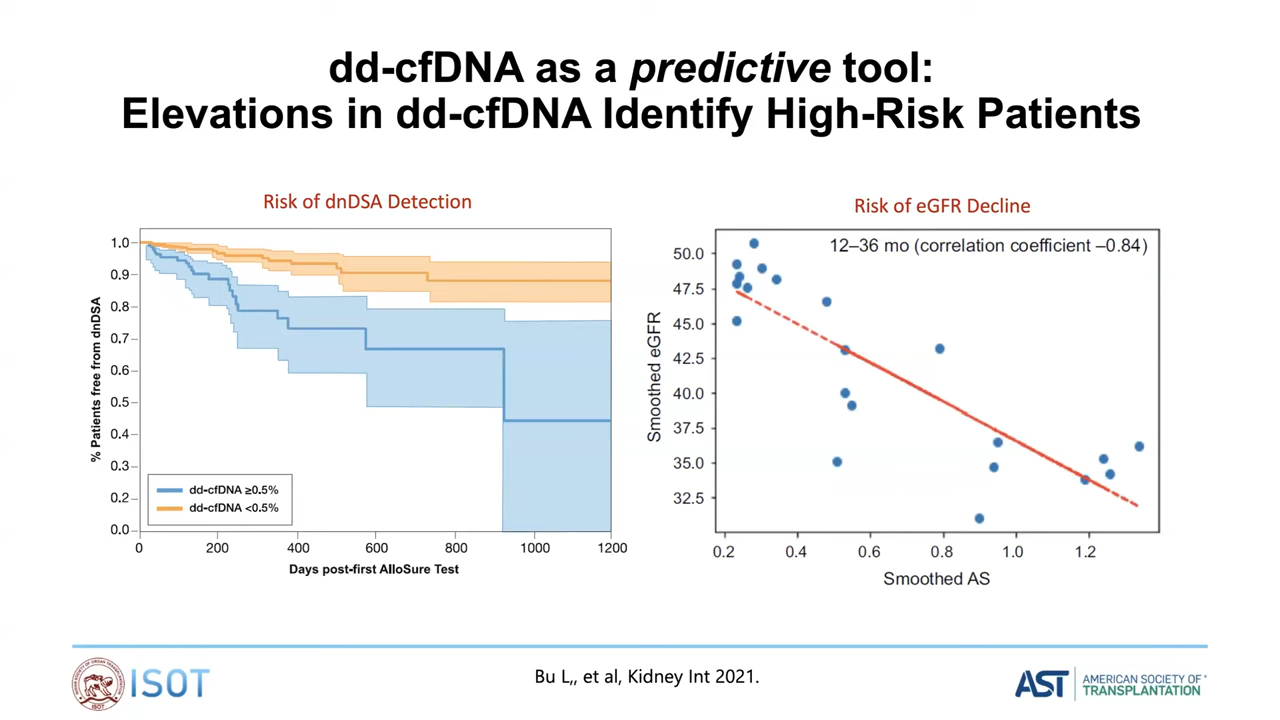 dd-cfDNA as a predictive tool:
Elevations in dd-cfDNA Identify High-Risk Patients
Risk of dnDSA Detection
% Patients free from dnDSA
1.0
0.9
0.8
0.7
0.6
0.5
0.4
0.3
0.2
0.0
dd-cfDNA ≥0.5%
dd-cfDNA <0.5%
0 200 400 600 800 1000 1200
Days post-first AlloSure Test
Risk of eGFR Decline
12–36 mo (correlation coefficient –0.84)
Smoothed eGFR
50.0
47.5
45.0
42.5
40.0
37.5
35.0
32.5
0.2 0.4 0.6 0.8 1.0 1.2
Smoothed AS
ISOT
Bu L,, et al, Kidney Int 2021.
AST
AMERICAN SOCIETY OF
TRANSPLANTATION